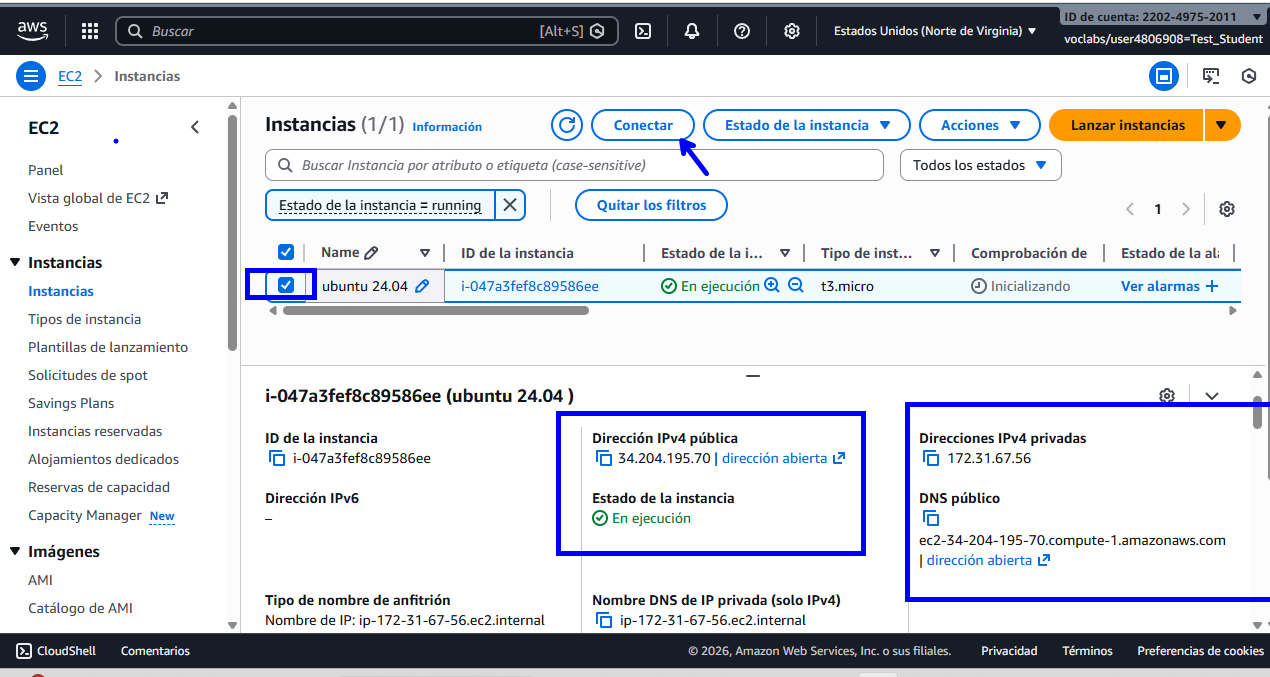 aws
Buscar [Alt+S]
Estados Unidos (Norte de Virginia)
ID de cuenta: 2202-4975-2011
voclabs/user4806908=Test_Student
EC2 Instancias
EC2
Panel
Vista global de EC2
Eventos
Instancias
Instancias
Tipos de instancia
Plantillas de lanzamiento
Solicitudes de spot
Savings Plans
Instancias reservadas
Alojamientos dedicados
Reservas de capacidad
Capacity Manager New
Imágenes
AMI
Catálogo de AMI
Instancias (1/1) Información
Conectar
Estado de la instancia
Acciones
Lanzar instancias
Buscar Instancia por atributo o etiqueta (case-sensitive)
Todos los estados
Estado de la instancia = running
Quitar los filtros
1
Name ID de la instancia Estado de la i... Tipo de inst... Comprobación de Estado de la al
ubuntu 24.04 i-047a3fef8c89586ee En ejecución t3.micro Inicializando Ver alarmas +
i-047a3fef8c89586ee (ubuntu 24.04 )
ID de la instancia
i-047a3fef8c89586ee
Dirección IPv6
–
Tipo de nombre de anfitrión
Nombre de IP: ip-172-31-67-56.ec2.internal
Dirección IPv4 pública
34.204.195.70 | dirección abierta
Estado de la instancia
En ejecución
Nombre DNS de IP privada (solo IPv4)
ip-172-31-67-56.ec2.internal
Direcciones IPv4 privadas
172.31.67.56
DNS público
ec2-34-204-195-70.compute-1.amazonaws.com
| dirección abierta
CloudShell Comentarios © 2026, Amazon Web Services, Inc. o sus filiales. Privacidad Términos Preferencias de cookies